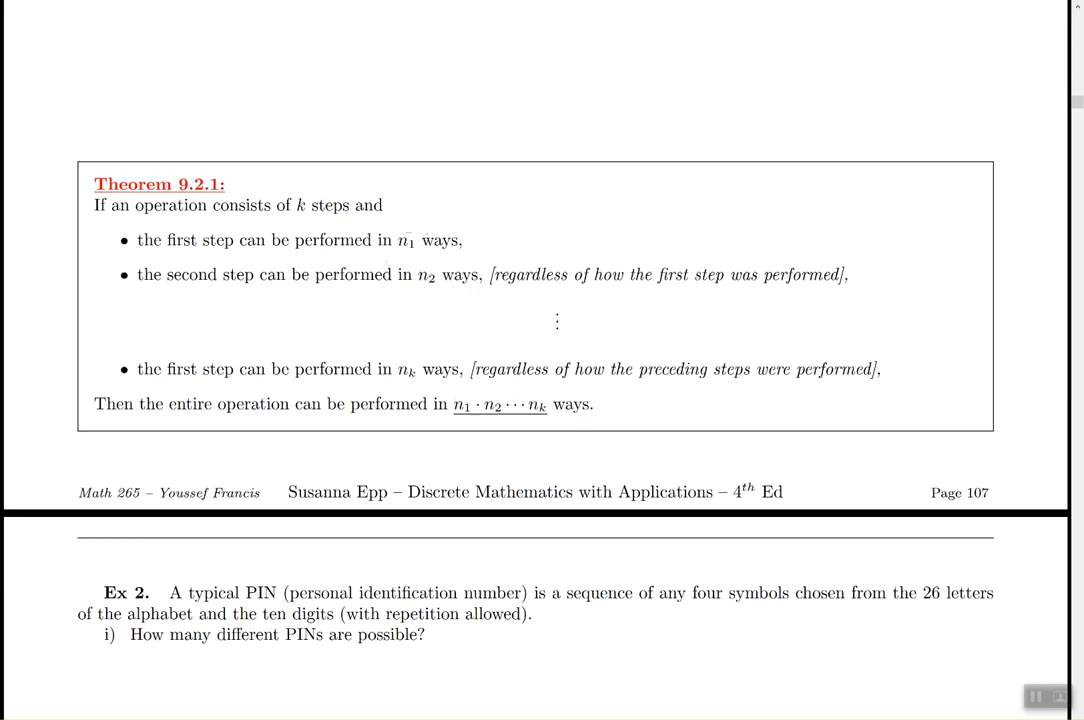 Theorem 9.2.1:
If an operation consists of k steps and
• the first step can be performed in n₁ ways,
• the second step can be performed in n₂ ways, [regardless of how the first step was performed],
⋮
• the first step can be performed in nₖ ways, [regardless of how the preceding steps were performed],
Then the entire operation can be performed in n₁ · n₂ ··· nₖ ways.
Math 265 – Youssef Francis Susanna Epp – Discrete Mathematics with Applications – 4ᵗʰ Ed Page 107
Ex 2. A typical PIN (personal identification number) is a sequence of any four symbols chosen from the 26 letters
of the alphabet and the ten digits (with repetition allowed).
i) How many different PINs are possible?